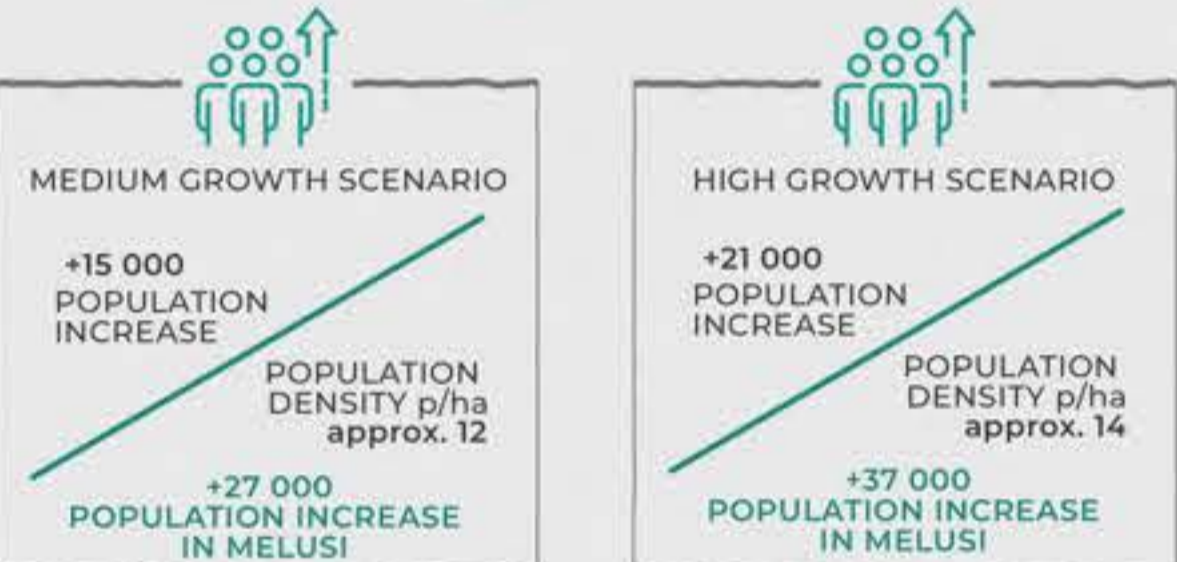 MEDIUM GROWTH SCENARIO
+15 000
POPULATION
INCREASE
POPULATION
DENSITY p/ha
approx. 12
+27 000
POPULATION INCREASE
IN MELUSI
HIGH GROWTH SCENARIO
+21 000
POPULATION
INCREASE
POPULATION
DENSITY p/ha
approx. 14
+37 000
POPULATION INCREASE
IN MELUSI